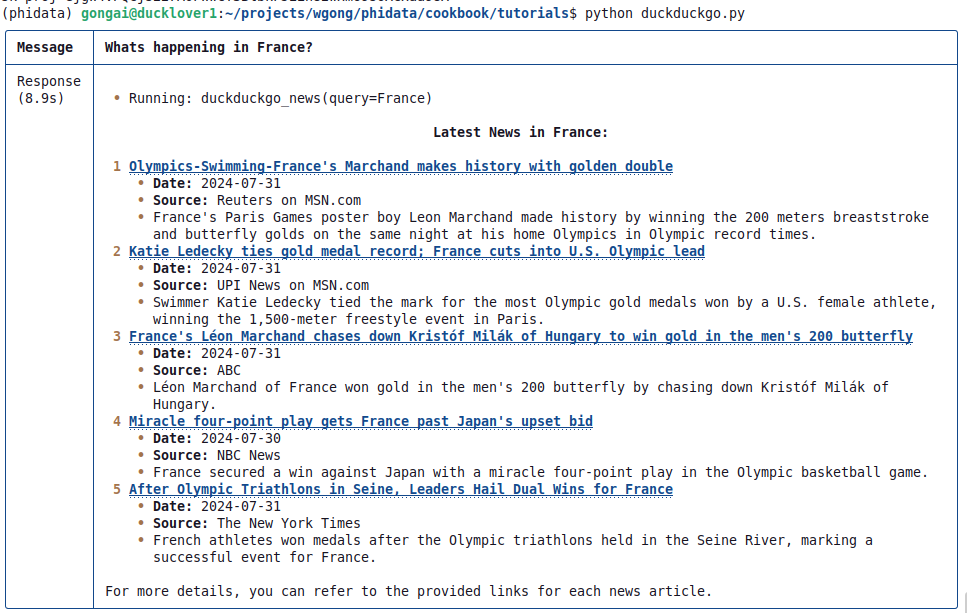 (phidata) gongai@ducklover1:~/projects/wgong/phidata/cookbook/tutorials$ python duckduckgo.py
Message Whats happening in France?
Response
(8.9s)
• Running: duckduckgo_news(query=France)
Latest News in France:
1 Olympics-Swimming-France's Marchand makes history with golden double
• Date: 2024-07-31
• Source: Reuters on MSN.com
• France's Paris Games poster boy Leon Marchand made history by winning the 200 meters breaststroke
and butterfly golds on the same night at his home Olympics in Olympic record times.
2 Katie Ledecky ties gold medal record; France cuts into U.S. Olympic lead
• Date: 2024-07-31
• Source: UPI News on MSN.com
• Swimmer Katie Ledecky tied the mark for the most Olympic gold medals won by a U.S. female athlete,
winning the 1,500-meter freestyle event in Paris.
3 France's Léon Marchand chases down Kristóf Milák of Hungary to win gold in the men's 200 butterfly
• Date: 2024-07-31
• Source: ABC
• Léon Marchand of France won gold in the men's 200 butterfly by chasing down Kristóf Milák of
Hungary.
4 Miracle four-point play gets France past Japan's upset bid
• Date: 2024-07-30
• Source: NBC News
• France secured a win against Japan with a miracle four-point play in the Olympic basketball game.
5 After Olympic Triathlons in Seine, Leaders Hail Dual Wins for France
• Date: 2024-07-31
• Source: The New York Times
• French athletes won medals after the Olympic triathlons held in the Seine River, marking a
successful event for France.
For more details, you can refer to the provided links for each news article.